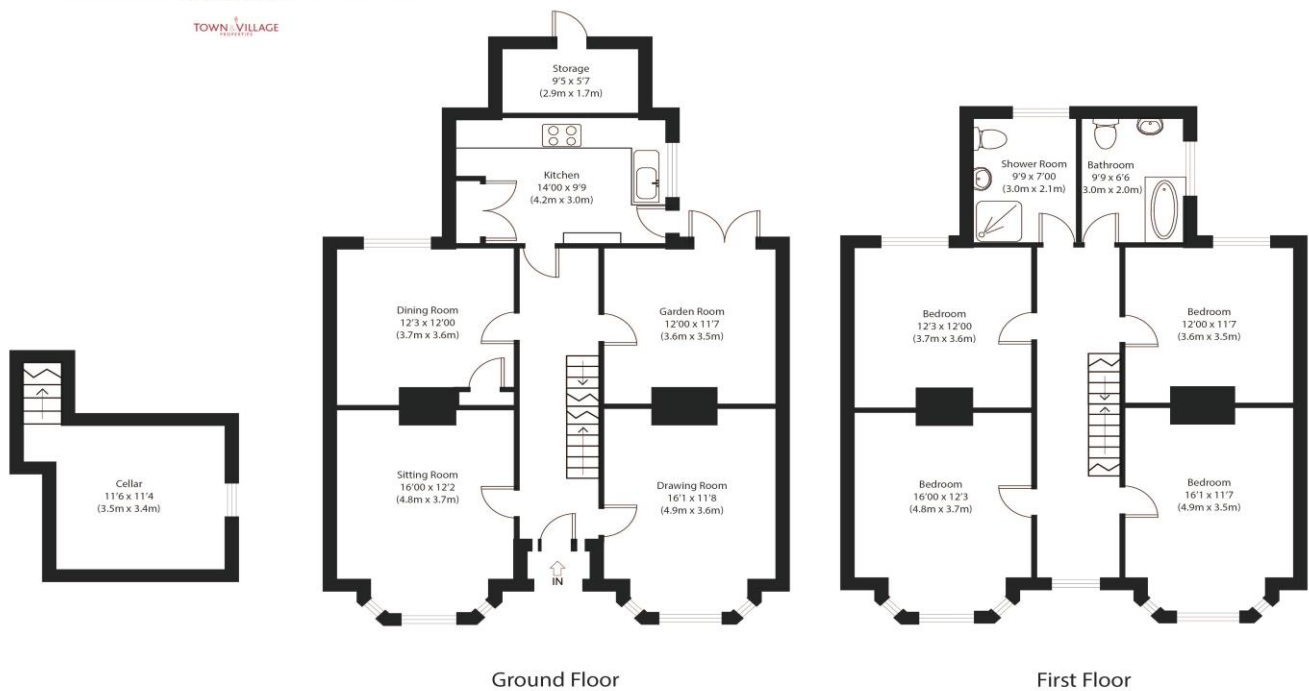 TOWN & VILLAGE
PROPERTIES
Storage
9'5 x 5'7
(2.9m x 1.7m)
Kitchen
14'00 x 9'9
(4.2m x 3.0m)
Dining Room
12'3 x 12'00
(3.7m x 3.6m)
Garden Room
12'00 x 11'7
(3.6m x 3.5m)
Sitting Room
16'00 x 12'2
(4.8m x 3.7m)
Drawing Room
16'1 x 11'8
(4.9m x 3.6m)
IN
Cellar
11'6 x 11'4
(3.5m x 3.4m)
Ground Floor
Shower Room
9'9 x 7'00
(3.0m x 2.1m)
Bathroom
9'9 x 6'6
3.0m x 2.0m)
Bedroom
12'3 x 12'00
(3.7m x 3.6m)
Bedroom
12'00 x 11'7
(3.6m x 3.5m)
Bedroom
16'00 x 12'3
(4.8m x 3.7m)
Bedroom
16'1 x 11'7
(4.9m x 3.5m)
First Floor